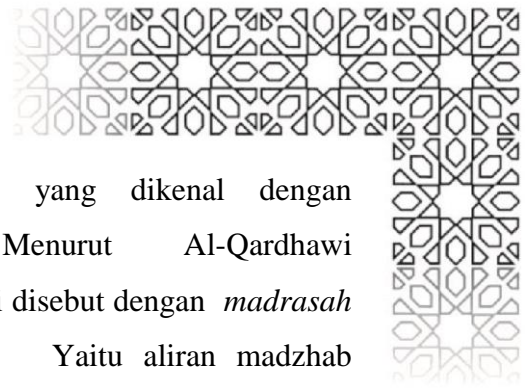 yang dikenal dengan
Menurut Al-Qardhawi
disebut dengan madrasah
Yaitu aliran madzhab